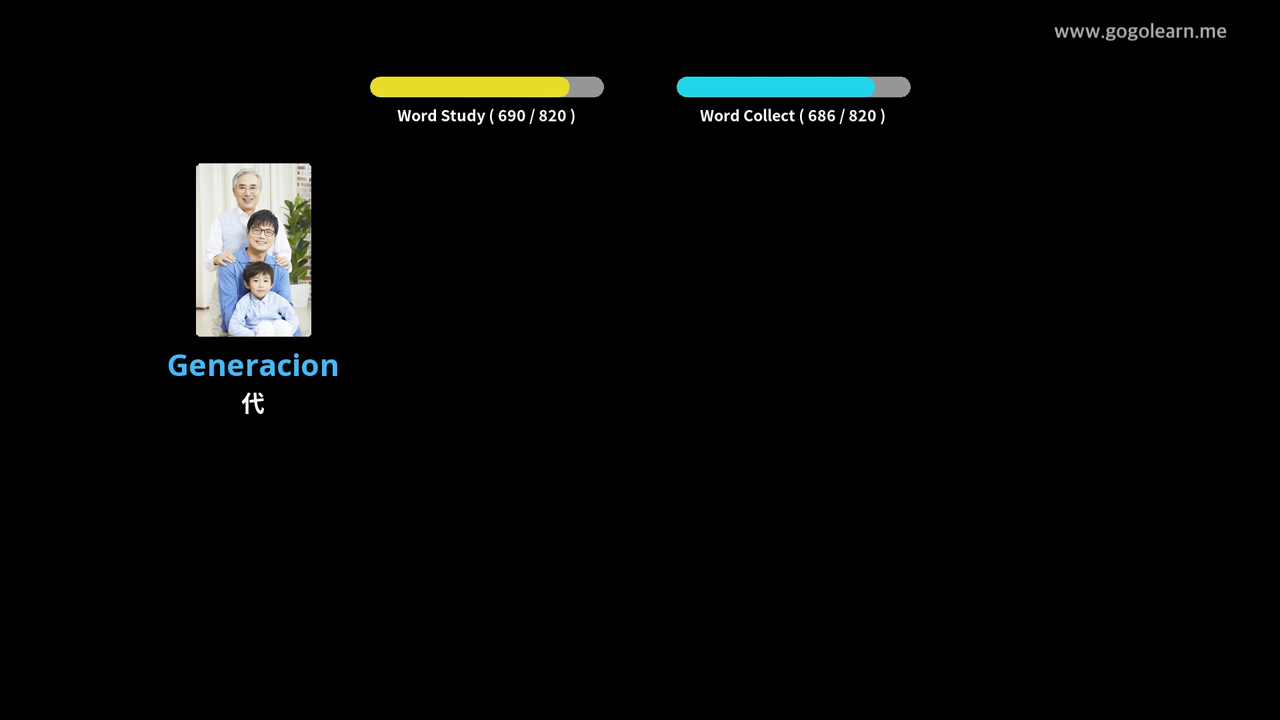 www.gogolearn.me
Word Study ( 690 / 820 )
Word Collect ( 686 / 820 )
Generacion
代